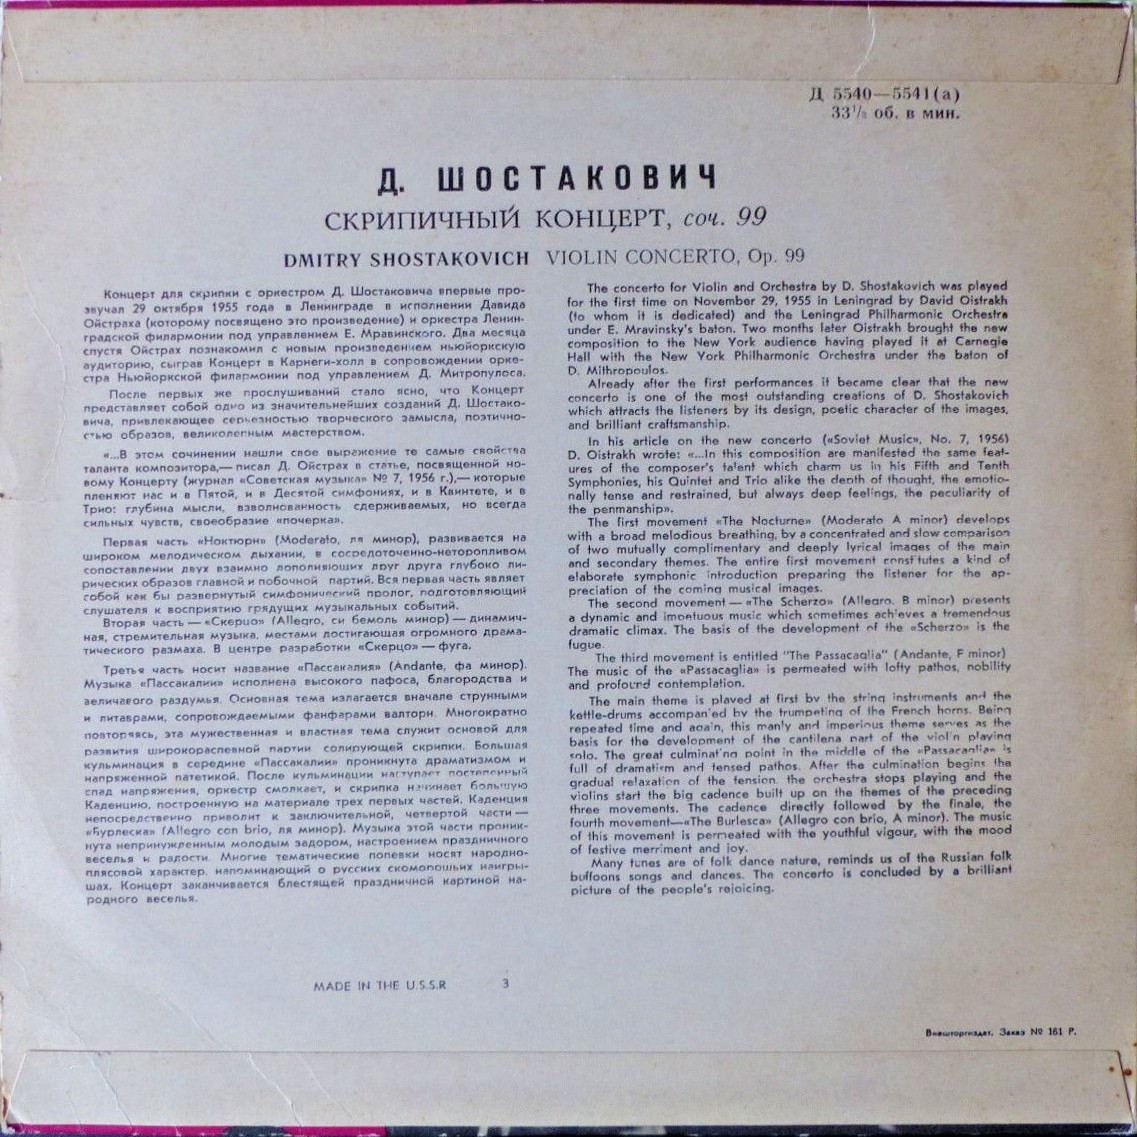 Д 5540—5541(а)
33⅓ об. в мин.
Д. ШОСТАКОВИЧ
СКРИПИЧНЫЙ КОНЦЕРТ, соч. 99
DMITRY SHOSTAKOVICH VIOLIN CONCERTO, Op. 99
Концерт для скрипки с оркестром Д. Шостаковича впервые про-
звучал 29 октября 1955 года в Ленинграде в исполнении Давида
Ойстраха (которому посвящено это произведение) и оркестра Ленин-
градской филармонии под управлением Е. Мравинского. Два месяца
спустя Ойстрах познакомил с новым произведением ньюйоркскую
аудиторию, сыграв Концерт в Карнеги-холл в сопровождении орке-
стра Ньюйоркской филармонии под управлением Д. Митропулоса.
После первых же прослушиваний стало ясно, что Концерт
представляет собой одно из значительнейших созданий Д. Шостако-
вича, привлекающее серьезностью творческого замысла, поэтично-
стью образов, великолепным мастерством.
«...В этом сочинении нашли свое выражение те самые свойства
таланта композитора,— писал Д. Ойстрах в статье, посвященной но-
вому Концерту (журнал «Советская музыка» № 7, 1956 г.),— которые
пленяют нас и в Пятой, и в Десятой симфониях, и в Квинтете, и в
Трио: глубина мысли, взволнованность сдерживаемых, но всегда
сильных чувств, своеобразие «почерка».
Первая часть «Ноктюрн» (Moderato, ля минор), развивается на
широком мелодическом дыхании, в сосредоточенно-неторопливом
сопоставлении двух взаимно дополняющих друг друга глубоко ли-
рических образов главной и побочной партий. Вся первая часть являет
собой как бы развернутый симфонический пролог, подготовляющий
слушателя к восприятию грядущих музыкальных событий.
Вторая часть — «Скерцо» (Allegro, си бемоль минор) — динамич-
ная, стремительная музыка, местами достигающая огромного драма-
тического размаха. В центре разработки «Скерцо» — фуга.
Третья часть носит название «Пассакалия» (Andante, фа минор).
Музыка «Пассакалии» исполнена высокого пафоса, благородства и
величавого раздумья. Основная тема излагается вначале струнными
и литаврами, сопровождаемыми фанфарами валторн. Многократно
повторяясь, эта мужественная и властная тема служит основой для
развития широкораспевной партии солирующей скрипки. Большая
кульминация в середине «Пассакалии» проникнута драматизмом и
напряженной патетикой. После кульминации наступает постепенный
спад напряжения, оркестр смолкает, и скрипка начинает большую
Каденцию, построенную на материале трех первых частей. Каденция
непосредственно приводит к заключительной, четвертой части —
«Бурлеска» (Allegro con brio, ля минор). Музыка этой части проник-
нута непринужденным молодым задором, настроением праздничного
веселья и радости. Многие тематические попевки носят народно-
плясовой характер, напоминающий о русских скоморошьих наигры-
шах. Концерт заканчивается блестящей праздничной картиной на-
родного веселья.
The concerto for Violin and Orchestra by D. Shostakovich was played
for the first time on November 29, 1955 in Leningrad by David Oistrakh
(to whom it is dedicated) and the Leningrad Philharmonic Orchestra
under E. Mravinsky's baton. Two months later Oistrakh brought the new
composition to the New York audience having played it at Carnegie
Hall with the New York Philharmonic Orchestra under the baton of
D. Mithropoulos.
Already after the first performances it became clear that the new
concerto is one of the most outstanding creations of D. Shostakovich
which attracts the listeners by its design, poetic character of the images,
and brilliant craftsmanship.
In his article on the new concerto («Soviet Music», No. 7, 1956)
D. Oistrakh wrote: «...In this composition are manifested the same feat-
ures of the composer's talent which charm us in his Fifth and Tenth
Symphonies, his Quintet and Trio alike the depth of thought, the emotio-
nally tense and restrained, but always deep feelings, the peculiarity of
the penmanship».
The first movement «The Nocturne» (Moderato A minor) develops
with a broad melodious breathing, by a concentrated and slow comparison
of two mutually complimentary and deeply lyrical images of the main
and secondary themes. The entire first movement constitutes a kind of
elaborate symphonic introduction preparing the listener for the ap-
preciation of the coming musical images.
The second movement — «The Scherzo» (Allegro, B minor) presents
a dynamic and impetuous music which sometimes achieves a tremendous
dramatic climax. The basis of the development of the «Scherzo» is the
fugue.
The third movement is entitled "The Passacaglia" (Andante, F minor)
The music of the «Passacaglia» is permeated with lofty pathos, nobility
and profound contemplation.
The main theme is played at first by the string instruments and the
kettle-drums accompanied by the trumpeting of the French horns. Being
repeated time and again, this manly and imperious theme serves as the
basis for the development of the cantilena part of the violin playing
solo. The great culminating point in the middle of the «Passacaglia» is
full of dramatism and tensed pathos. After the culmination begins the
gradual relaxation of the tension, the orchestra stops playing and the
violins start the big cadence built up on the themes of the preceding
three movements. The cadence directly followed by the finale, the
fourth movement—«The Burlesca» (Allegro con brio, A minor). The music
of this movement is permeated with the youthful vigour, with the mood
of festive merriment and joy.
Many tunes are of folk dance nature, reminds us of the Russian folk
buffoons songs and dances. The concerto is concluded by a brilliant
picture of the people's rejoicing.
MADE IN THE U.S.S.R 3
Внешторгиздат. Заказ № 161 Р.